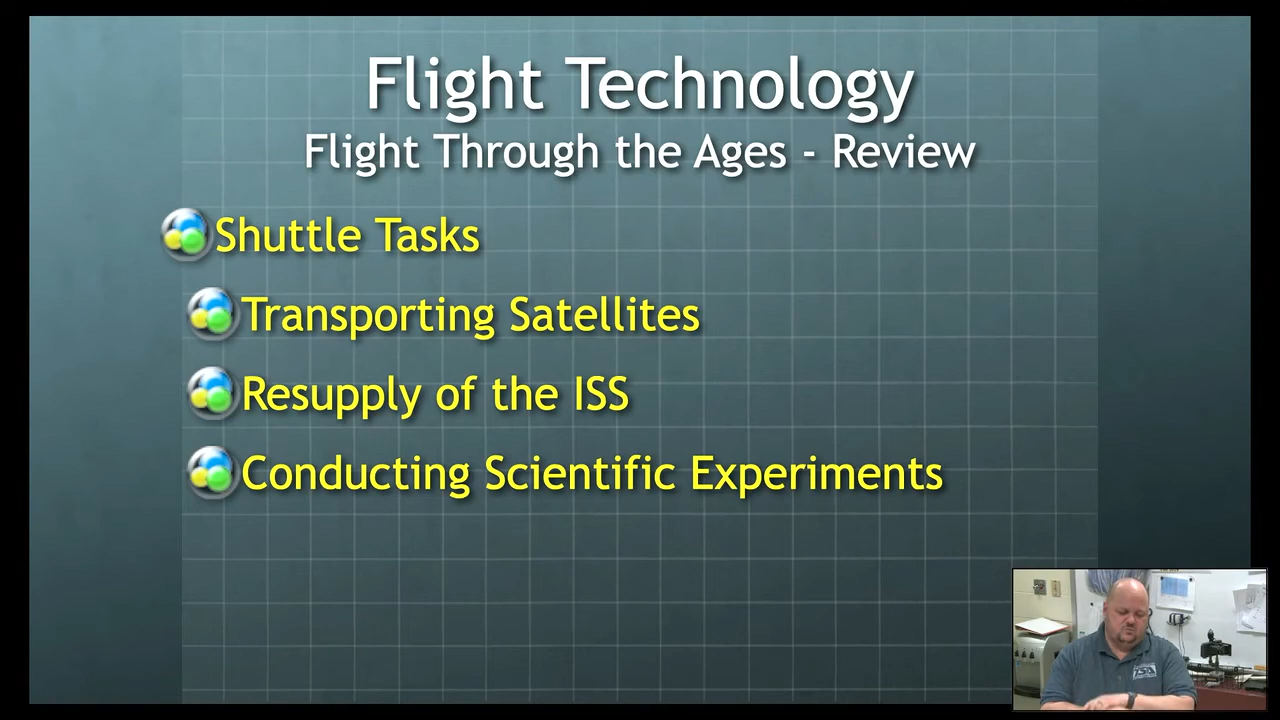 Flight Technology
Flight Through the Ages - Review
Shuttle Tasks
Transporting Satellites
Resupply of the ISS
Conducting Scientific Experiments